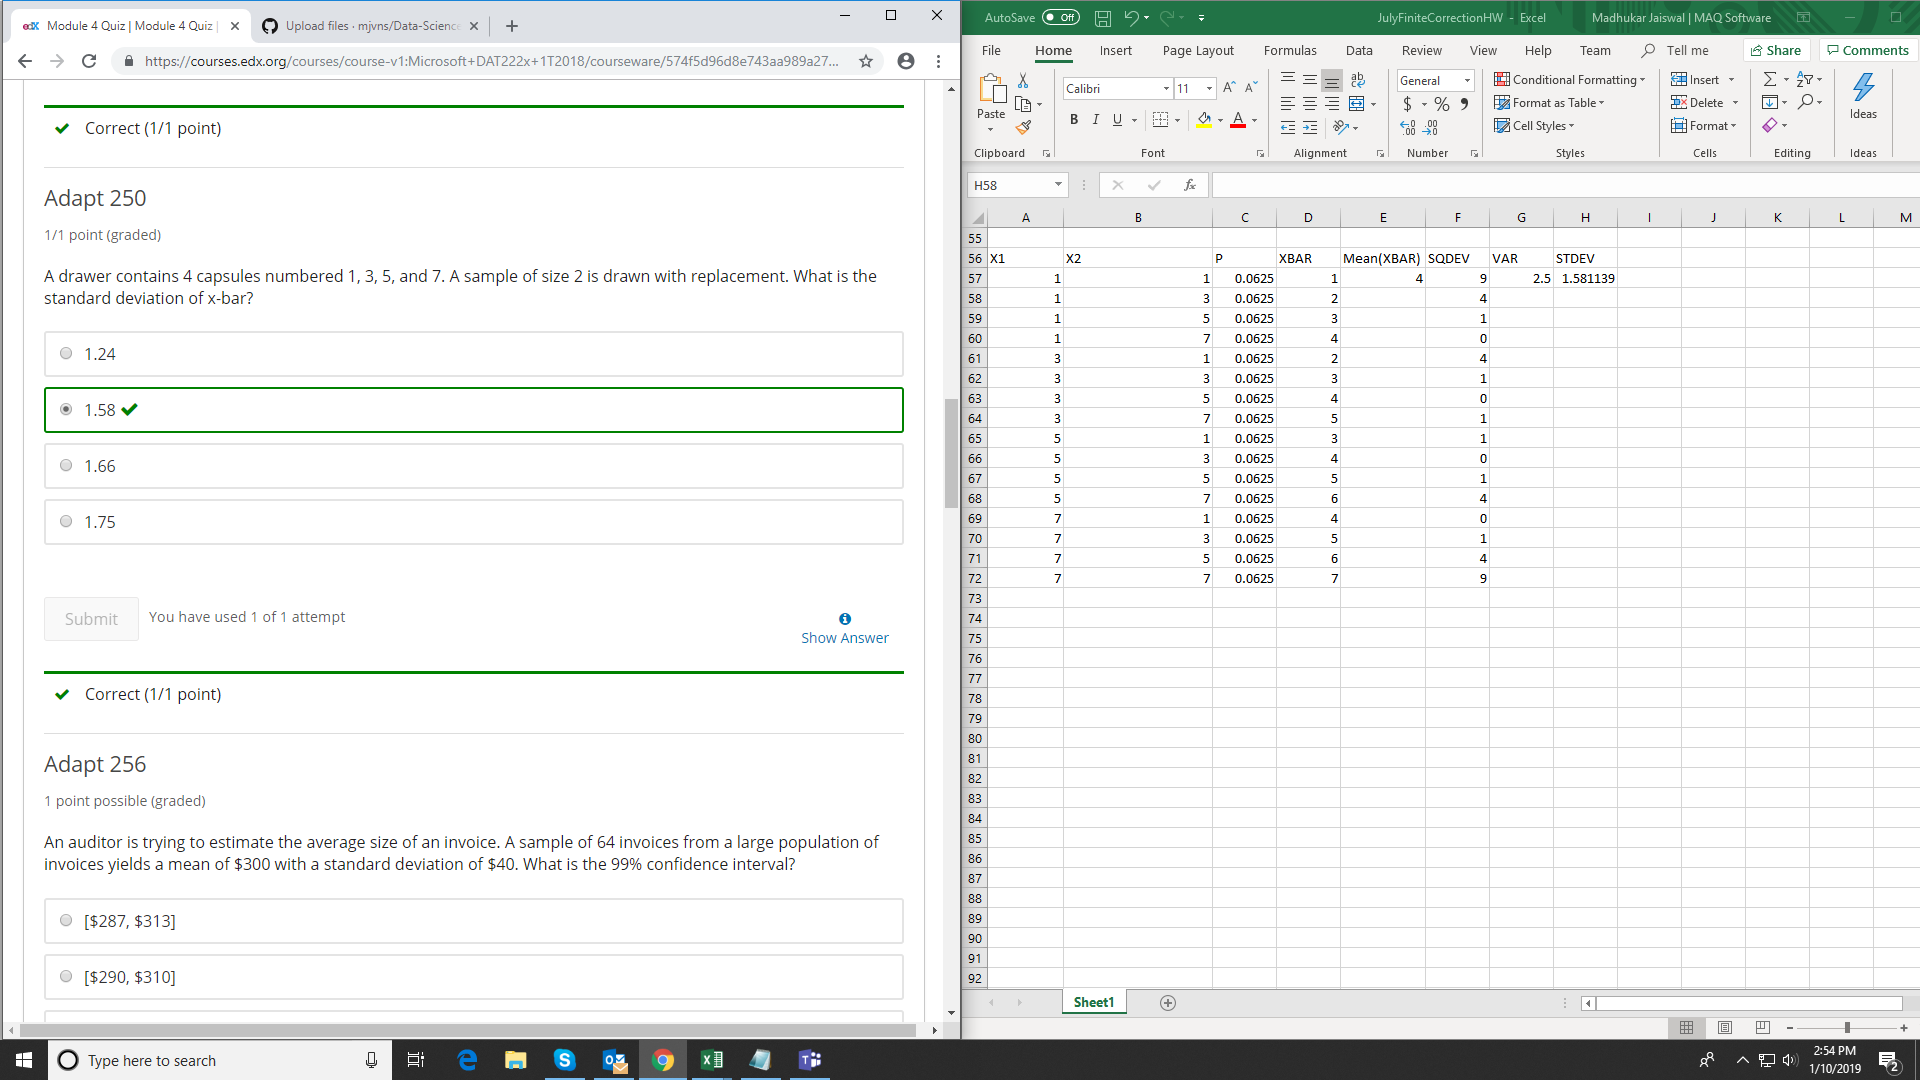 edX Module 4 Quiz | Module 4 Quiz |
Upload files · mjvns/Data-Science
https://courses.edx.org/courses/course-v1:Microsoft+DAT222x+1T2018/courseware/574f5d96d8e743aa989a27...
Correct (1/1 point)
Adapt 250
1/1 point (graded)
A drawer contains 4 capsules numbered 1, 3, 5, and 7. A sample of size 2 is drawn with replacement. What is the
standard deviation of x-bar?
1.24
1.58
1.66
1.75
Submit
You have used 1 of 1 attempt
Show Answer
Correct (1/1 point)
Adapt 256
1 point possible (graded)
An auditor is trying to estimate the average size of an invoice. A sample of 64 invoices from a large population of
invoices yields a mean of $300 with a standard deviation of $40. What is the 99% confidence interval?
[$287, $313]
[$290, $310]
AutoSave Off
JulyFiniteCorrectionHW - Excel
Madhukar Jaiswal | MAQ Software
File Home Insert Page Layout Formulas Data Review View Help Team Tell me Share Comments
Paste
Calibri 11
B I U A
General
$ % 9
Conditional Formatting
Format as Table
Cell Styles
Insert
Delete
Format
Ideas
Clipboard Font Alignment Number Styles Cells Editing Ideas
H58 fx
A B C D E F G H I J K L M
55
56 X1 X2 P XBAR Mean(XBAR) SQDEV VAR STDEV
57 1 1 0.0625 1 4 9 2.5 1.581139
58 1 3 0.0625 2 4
59 1 5 0.0625 3 1
60 1 7 0.0625 4 0
61 3 1 0.0625 2 4
62 3 3 0.0625 3 1
63 3 5 0.0625 4 0
64 3 7 0.0625 5 1
65 5 1 0.0625 3 1
66 5 3 0.0625 4 0
67 5 5 0.0625 5 1
68 5 7 0.0625 6 4
69 7 1 0.0625 4 0
70 7 3 0.0625 5 1
71 7 5 0.0625 6 4
72 7 7 0.0625 7 9
73
74
75
76
77
78
79
80
81
82
83
84
85
86
87
88
89
90
91
92
Sheet1
Type here to search
2:54 PM
1/10/2019
2